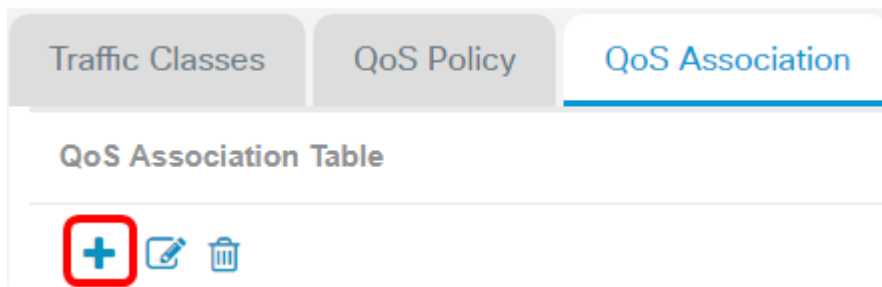 Traffic Classes QoS Policy QoS Association
QoS Association Table